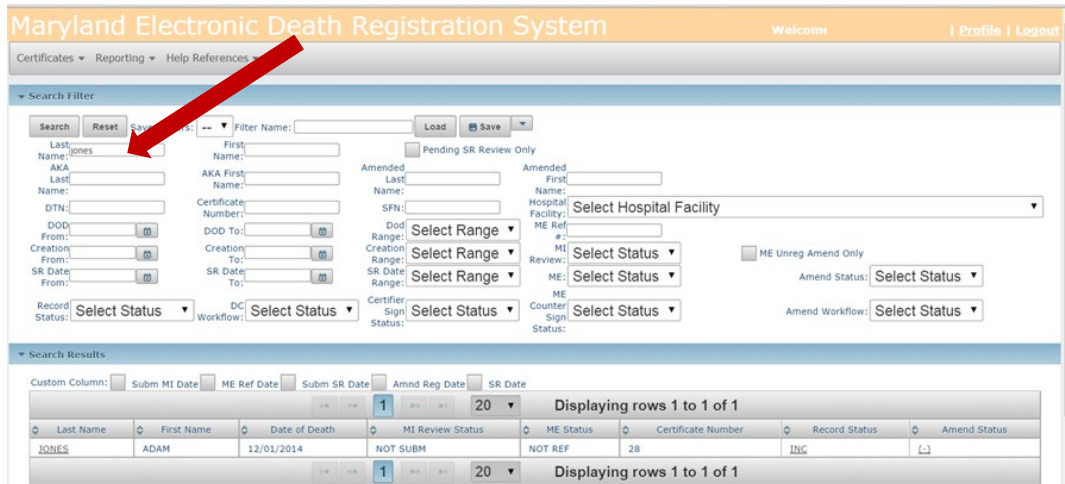 Maryland Electronic Death Registration System Welcome | Profile | Logout
Certificates Reporting Help References
Search Filter
Search Reset -- Filter Name: Load Save
Last Name: jones First Name: Pending SR Review Only
AKA Last Name: AKA First Name: Amended Last Name: Amended First Name:
DTN: Certificate Number: SFN: Hospital Facility: Select Hospital Facility
DOD From: DOD To: Dod Range: Select Range ME Ref #:
Creation From: Creation To: Creation Range: Select Range MI Review: Select Status ME Unreg Amend Only
SR Date From: SR Date To: SR Date Range: Select Range ME: Select Status Amend Status: Select Status
Record Status: Select Status DC Workflow: Select Status Certifier Sign Status: Select Status ME Counter Sign Status: Select Status Amend Workflow: Select Status
Search Results
Custom Column: Subm MI Date ME Ref Date Subm SR Date Amnd Reg Date SR Date
1 20 Displaying rows 1 to 1 of 1
Last Name First Name Date of Death MI Review Status ME Status Certificate Number Record Status Amend Status
JONES ADAM 12/01/2014 NOT SUBM NOT REF 28 INC (-)
1 20 Displaying rows 1 to 1 of 1